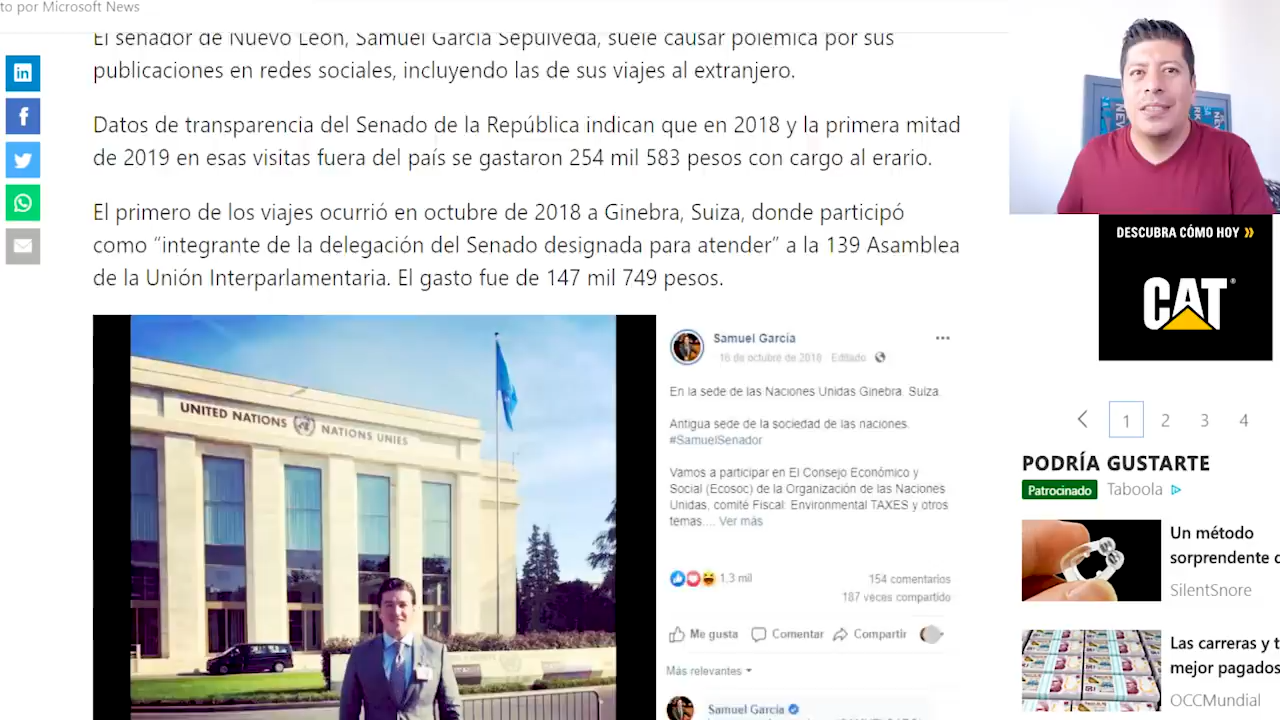 to por Microsoft News
El senador de Nuevo León, Samuel García Sepúlveda, suele causar polémica por sus
publicaciones en redes sociales, incluyendo las de sus viajes al extranjero.
Datos de transparencia del Senado de la República indican que en 2018 y la primera mitad
de 2019 en esas visitas fuera del país se gastaron 254 mil 583 pesos con cargo al erario.
El primero de los viajes ocurrió en octubre de 2018 a Ginebra, Suiza, donde participó
como “integrante de la delegación del Senado designada para atender” a la 139 Asamblea
de la Unión Interparlamentaria. El gasto fue de 147 mil 749 pesos.
UNITED NATIONS NATIONS UNIES
Samuel García
16 de octubre de 2018 Editado
En la sede de las Naciones Unidas Ginebra Suiza
Antigua sede de la sociedad de las naciones.
#SamuelSenador
Vamos a participar en El Consejo Económico y
Social (Ecosoc) de la Organización de las Naciones
Unidas, comité Fiscal: Environmental TAXES y otros
temas.... Ver más
1.3 mil
154 comentarios
187 veces compartido
Me gusta Comentar Compartir
Más relevantes
Samuel García
DESCUBRA CÓMO HOY »
CAT
1 2 3 4
PODRÍA GUSTARTE
Patrocinado Taboola
Un método
sorprendente c
SilentSnore
Las carreras y t
mejor pagados
OCCMundial